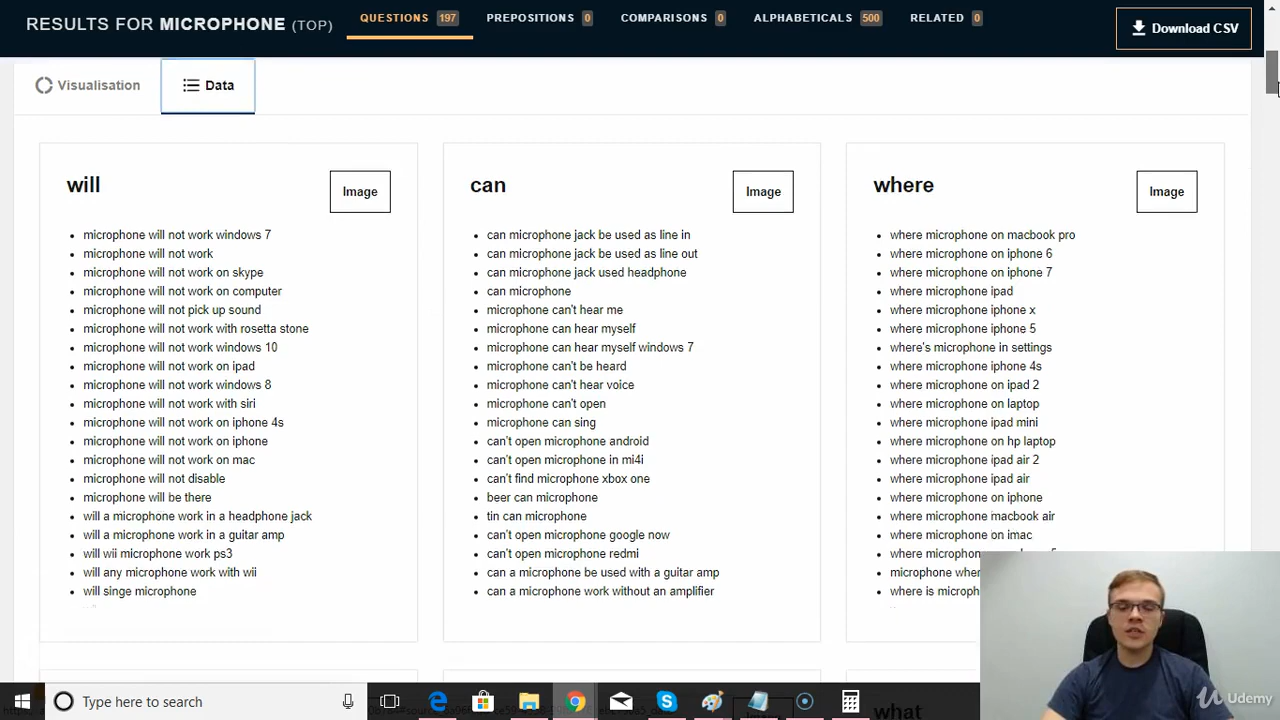 RESULTS FOR MICROPHONE (TOP)
QUESTIONS 197
PREPOSITIONS 0
COMPARISONS 0
ALPHABETICALS 500
RELATED 0
Download CSV
Visualisation
Data
will
Image
microphone will not work windows 7
microphone will not work
microphone will not work on skype
microphone will not work on computer
microphone will not pick up sound
microphone will not work with rosetta stone
microphone will not work windows 10
microphone will not work on ipad
microphone will not work windows 8
microphone will not work with siri
microphone will not work on iphone 4s
microphone will not work on iphone
microphone will not work on mac
microphone will not disable
microphone will be there
will a microphone work in a headphone jack
will a microphone work in a guitar amp
will wii microphone work ps3
will any microphone work with wii
will singe microphone
can
Image
can microphone jack be used as line in
can microphone jack be used as line out
can microphone jack used headphone
can microphone
microphone can't hear me
microphone can hear myself
microphone can hear myself windows 7
microphone can't be heard
microphone can't hear voice
microphone can't open
microphone can sing
can't open microphone android
can't open microphone in mi4i
can't find microphone xbox one
beer can microphone
tin can microphone
can't open microphone google now
can't open microphone redmi
can a microphone be used with a guitar amp
can a microphone work without an amplifier
where
Image
where microphone on macbook pro
where microphone on iphone 6
where microphone on iphone 7
where microphone ipad
where microphone iphone x
where microphone iphone 5
where's microphone in settings
where microphone iphone 4s
where microphone on ipad 2
where microphone on laptop
where microphone ipad mini
where microphone on hp laptop
where microphone ipad air 2
where microphone ipad air
where microphone on iphone
where microphone macbook air
where microphone on imac
where microphone
microphone wher
where is microph
what
Type here to search
Udemy